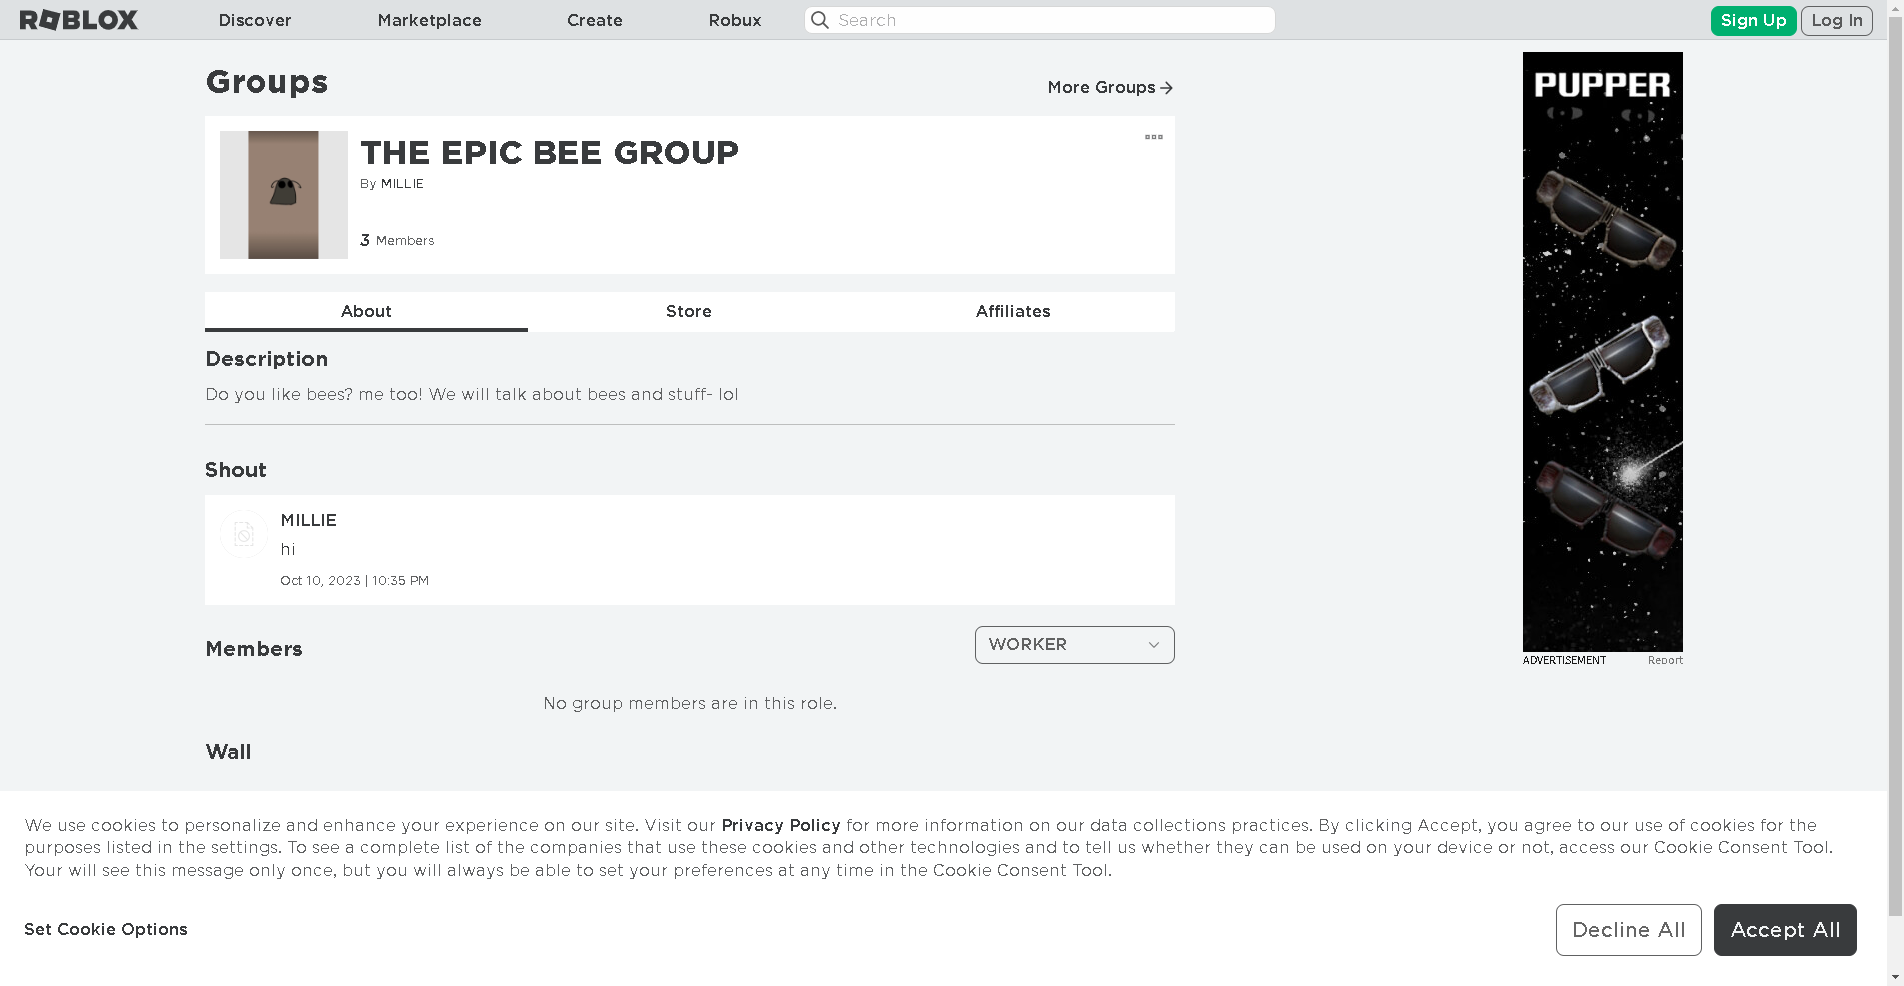 ROBLOX
Discover
Marketplace
Create
Robux
Search
Sign Up
Log In
Groups
More Groups
THE EPIC BEE GROUP
By MILLIE
3 Members
About
Store
Affiliates
Description
Do you like bees? me too! We will talk about bees and stuff- lol
Shout
MILLIE
hi
Oct 10, 2023 | 10:35 PM
Members
WORKER
No group members are in this role.
Wall
PUPPER
ADVERTISEMENT
Report
We use cookies to personalize and enhance your experience on our site. Visit our Privacy Policy for more information on our data collections practices. By clicking Accept, you agree to our use of cookies for the
purposes listed in the settings. To see a complete list of the companies that use these cookies and other technologies and to tell us whether they can be used on your device or not, access our Cookie Consent Tool.
Your will see this message only once, but you will always be able to set your preferences at any time in the Cookie Consent Tool.
Set Cookie Options
Decline All
Accept All